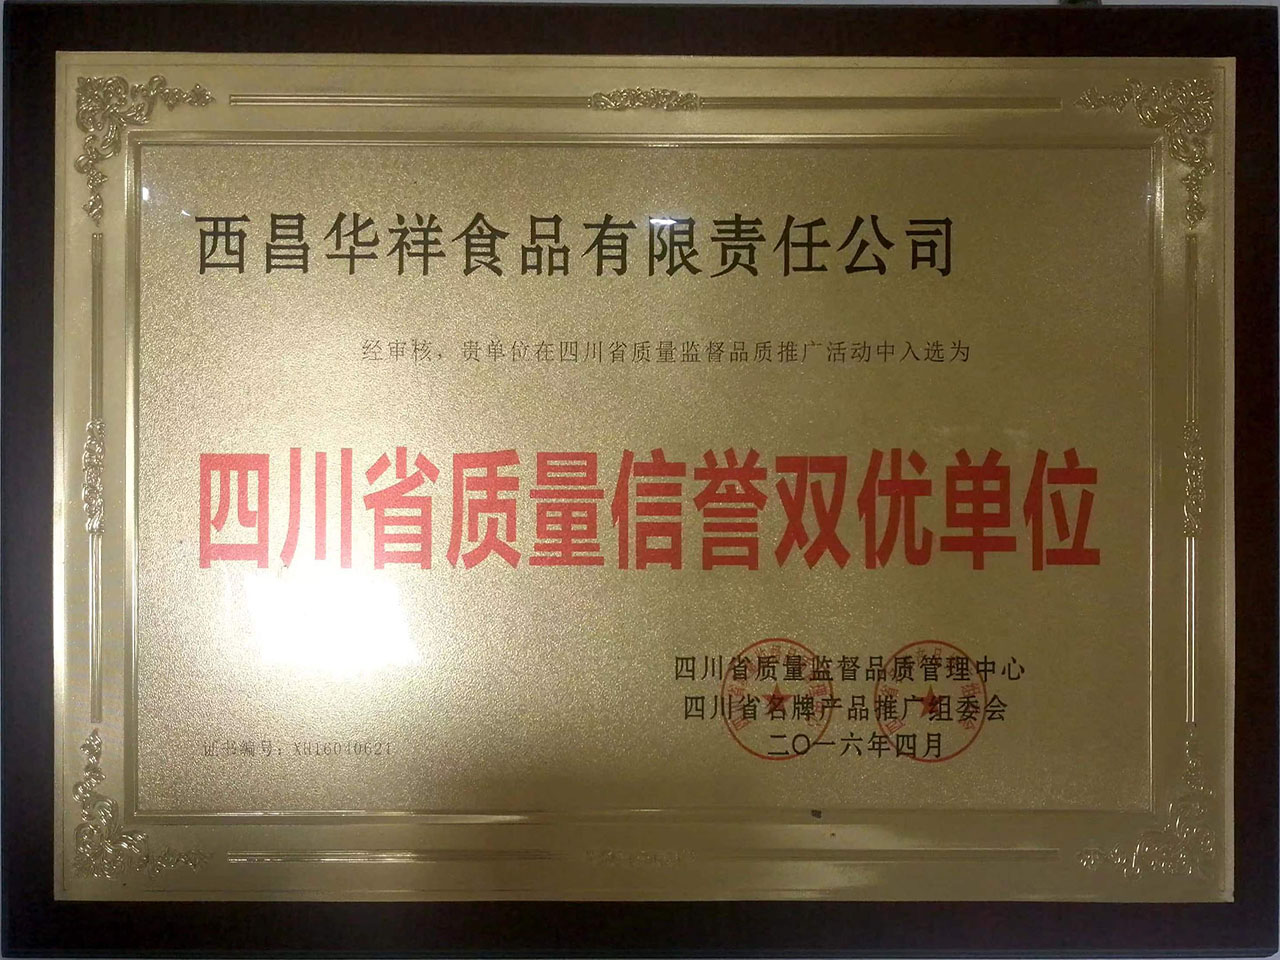 西昌华祥食品有限责任公司
经审核，贵单位在四川省质量监督品质推广活动中入选为
四川省质量信誉双优单位
四川省质量监督品质管理中心
四川省名牌产品推广组委会
二〇一六年四月
证书编号：XH16040621